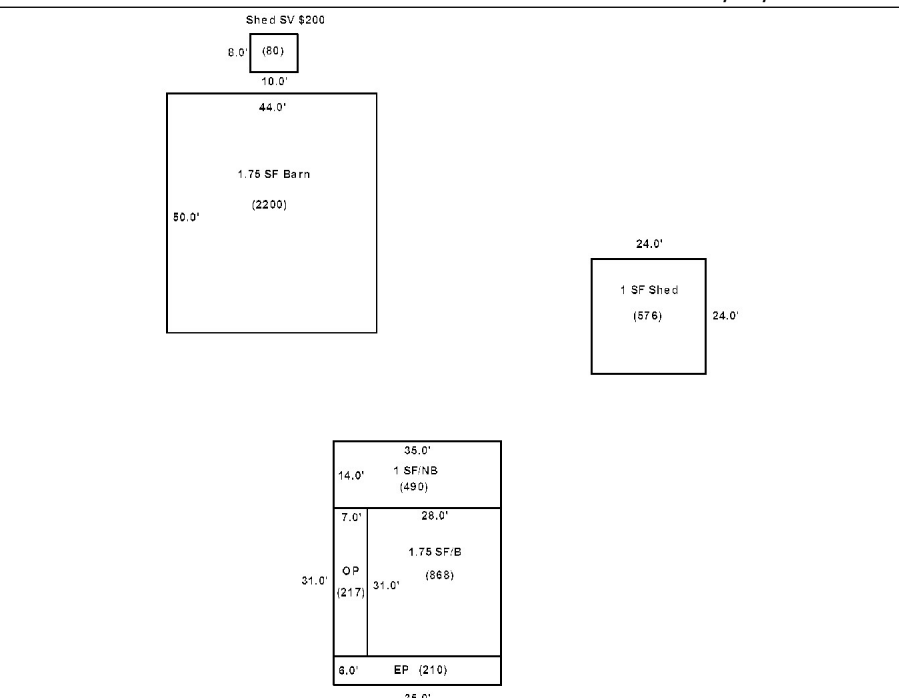 Shed SV $200
8.0'
(80)
10.0'
44.0'
1.75 SF Barn
(2200)
50.0'
24.0'
1 SF Shed
(576)
24.0'
35.0'
14.0'
1 SF/NB
(490)
7.0'
28.0'
1.75 SF/B
(868)
31.0'
OP
(217)
31.0'
6.0'
EP (210)